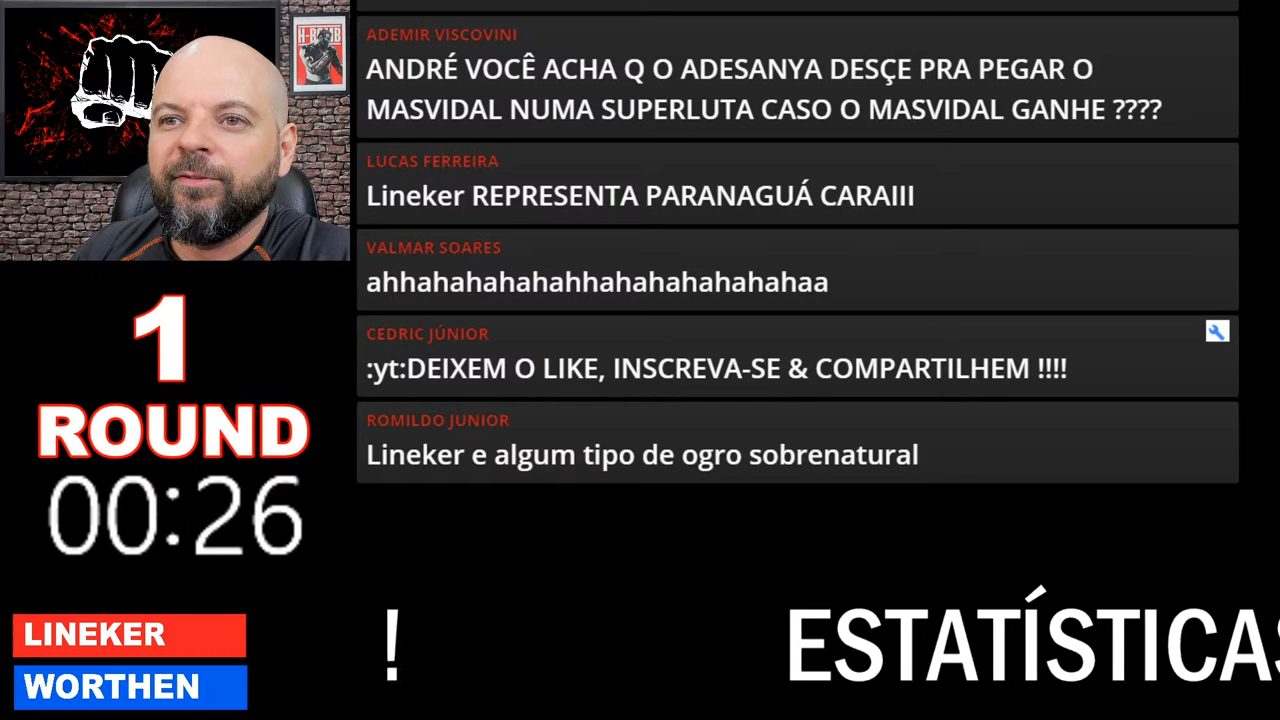 H-BOMB
ADEMIR VISCOVINI
ANDRÉ VOCÊ ACHA Q O ADESANYA DESÇE PRA PEGAR O
MASVIDAL NUMA SUPERLUTA CASO O MASVIDAL GANHE ????
LUCAS FERREIRA
Lineker REPRESENTA PARANAGUÁ CARAIII
VALMAR SOARES
ahhahahahahahhahahahahahahaa
CEDRIC JÚNIOR
:yt:DEIXEM O LIKE, INSCREVA-SE & COMPARTILHEM !!!!
ROMILDO JUNIOR
Lineker e algum tipo de ogro sobrenatural
1
ROUND
00:26
LINEKER
WORTHEN
! ESTATÍSTICAS